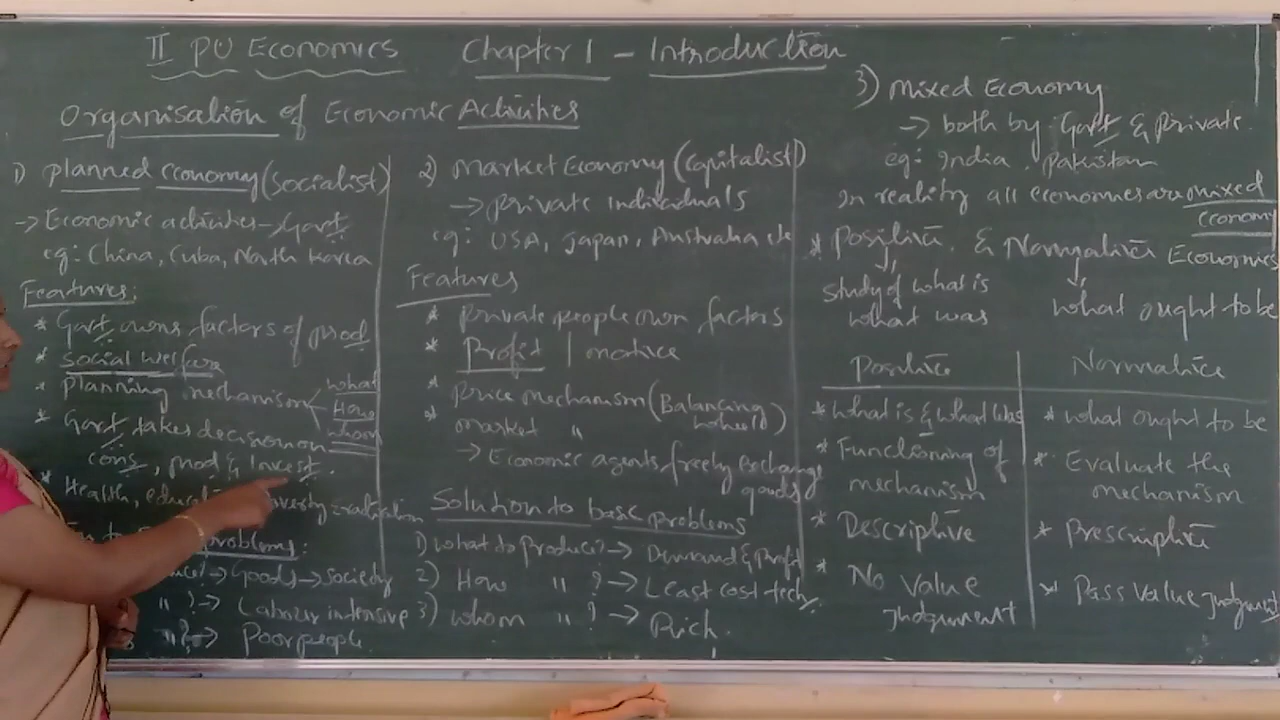 II PU Economics Chapter 1 - Introduction
Organisation of Economic Activities
1) Planned Economy (Socialist)
-> Economic activities -> Govt.
eg: China, Cuba, North Korea
Features:
* Govt. owns factors of prod
* Social welfare
* Planning mechanism < what
How
whom
* Govt takes decision on
cons, prod & Invest.
* Health, educati poverty eradication
problems:
-> Goods -> society
" ? -> Labour intensive
" ? -> Poor people
2) Market Economy (Capitalist)
-> Private Individuals
eg: USA, Japan, Australia etc
Features
* Private people own factors
* Profit motive
* Price mechanism (Balancing
wheels)
* market "
-> Economic agents freely exchange
goods
Solution to basic problems
1) What to produce? -> Demand & Profit
2) How " ? -> Least cost tech.
3) Whom " ? -> Rich.
3) Mixed Economy
-> both by Govt & Private.
eg: India, Pakistan
In reality all economies are mixed
economy
* Positive & Normative Economics
study of what is
what was
what ought to be
Positive Normative
* What is & what was
* Functioning of
mechanism
* Descriptive
* No Value
Judgement
* what ought to be
* Evaluate the
mechanism
* Prescriptive
* Pass Value Judgement